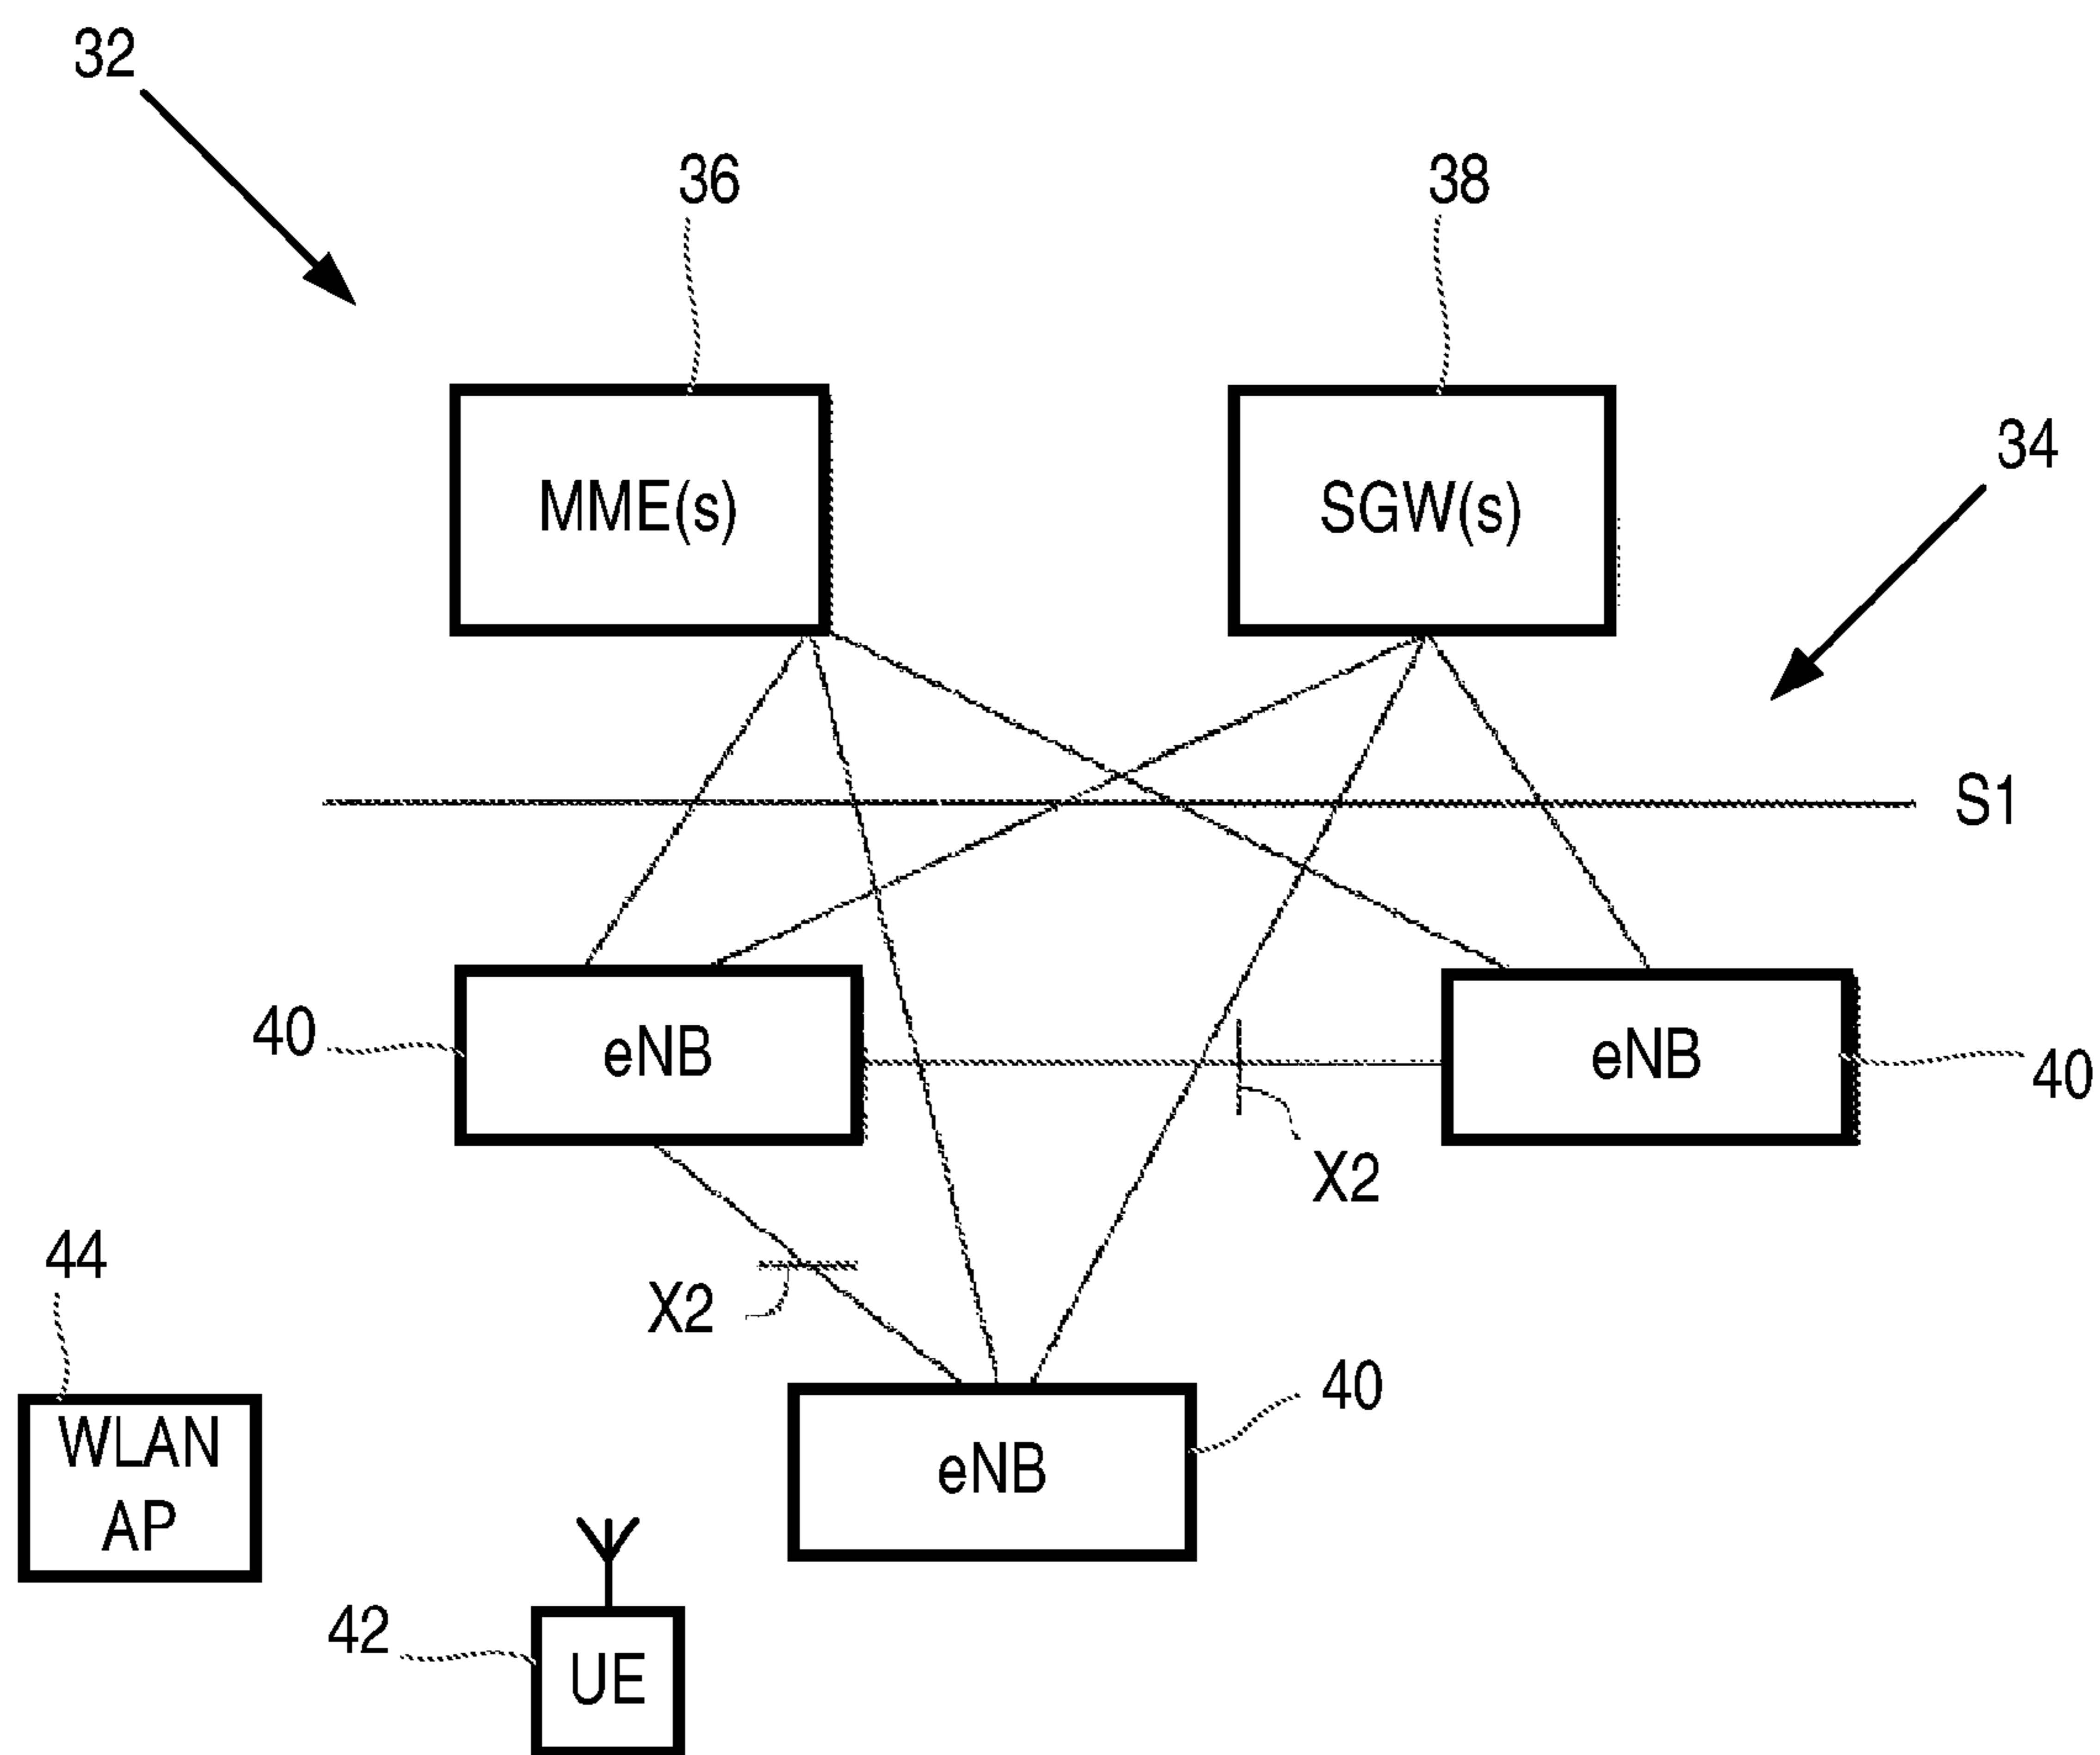 32
36
38
34
MME(s)
SGW(s)
S1
40
eNB
eNB
40
X2
X2
44
WLAN
AP
40
eNB
42
UE